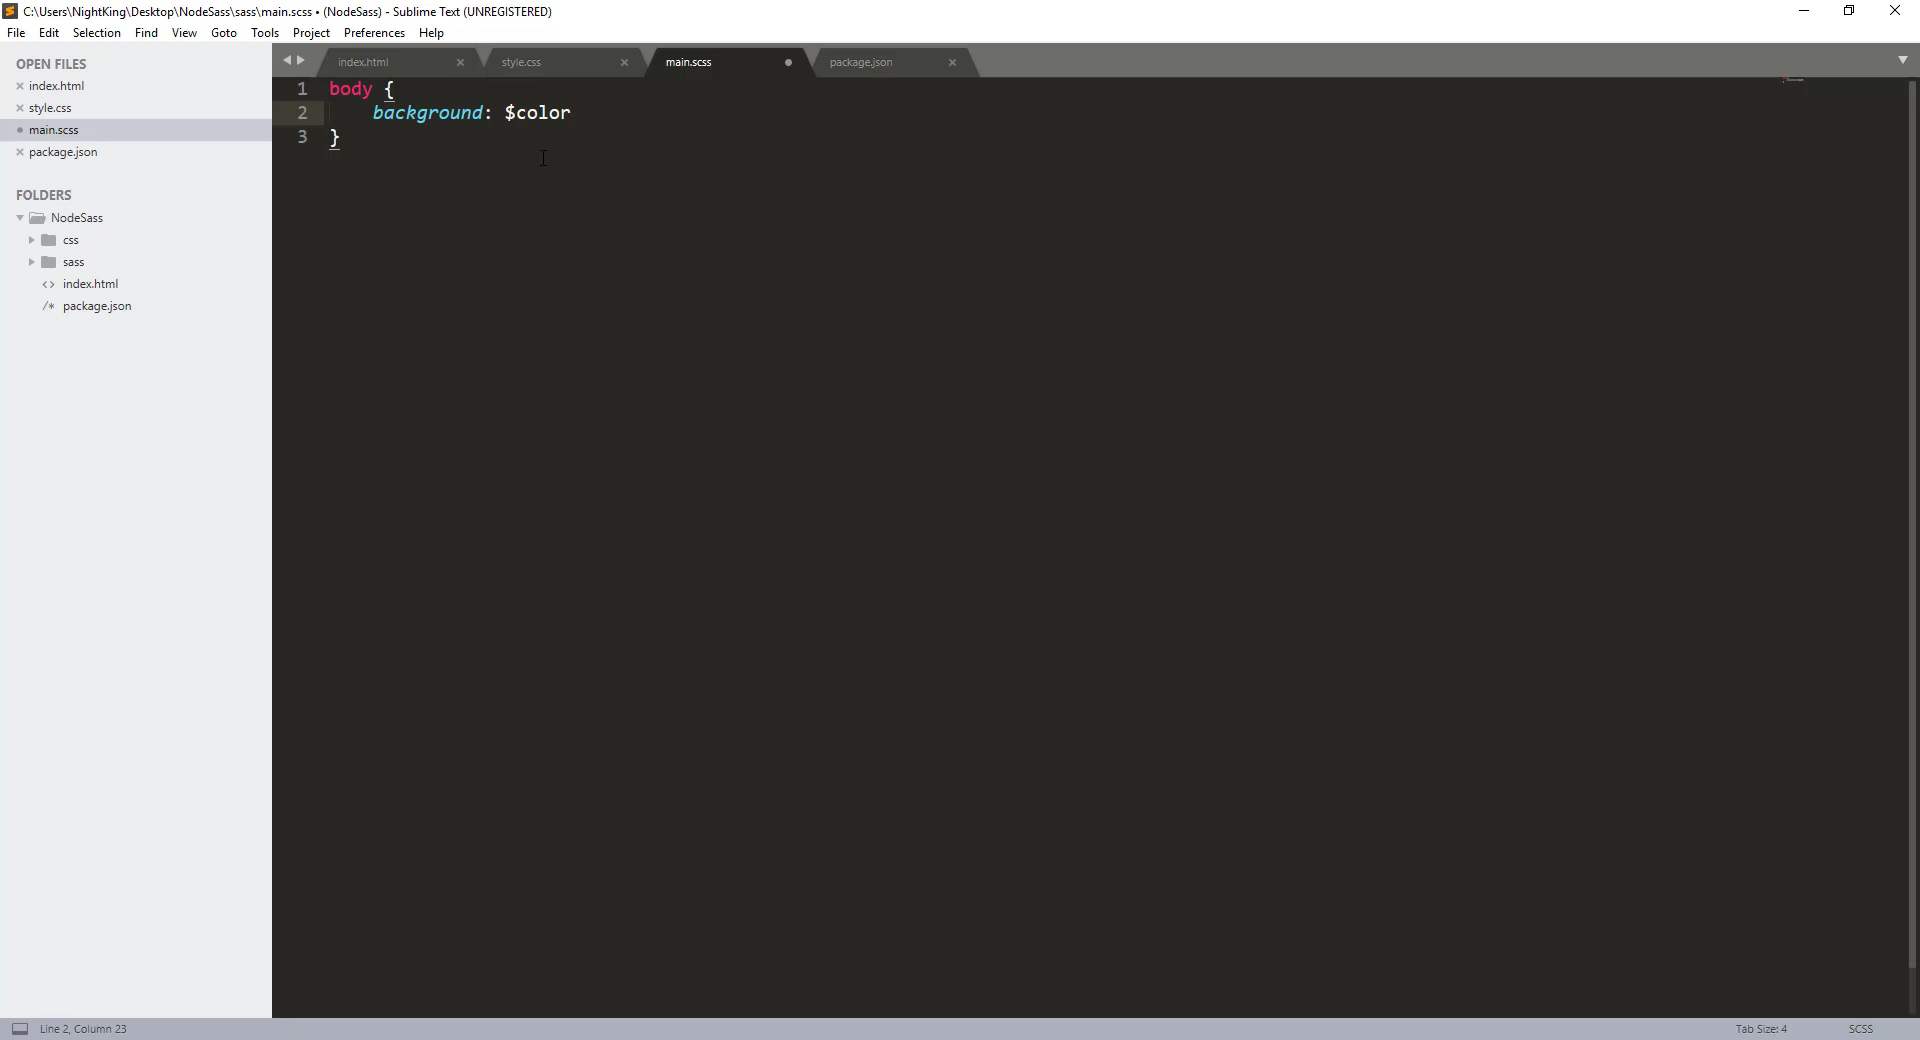 C:\Users\NightKing\Desktop\NodeSass\sass\main.scss • (NodeSass) - Sublime Text (UNREGISTERED)
File Edit Selection Find View Goto Tools Project Preferences Help
OPEN FILES
index.html
style.css
main.scss
package.json
FOLDERS
NodeSass
css
sass
<> index.html
/* package.json
index.html style.css main.scss package.json
1 body {
2 background: $color
3 }
Line 2, Column 23
Tab Size: 4
SCSS